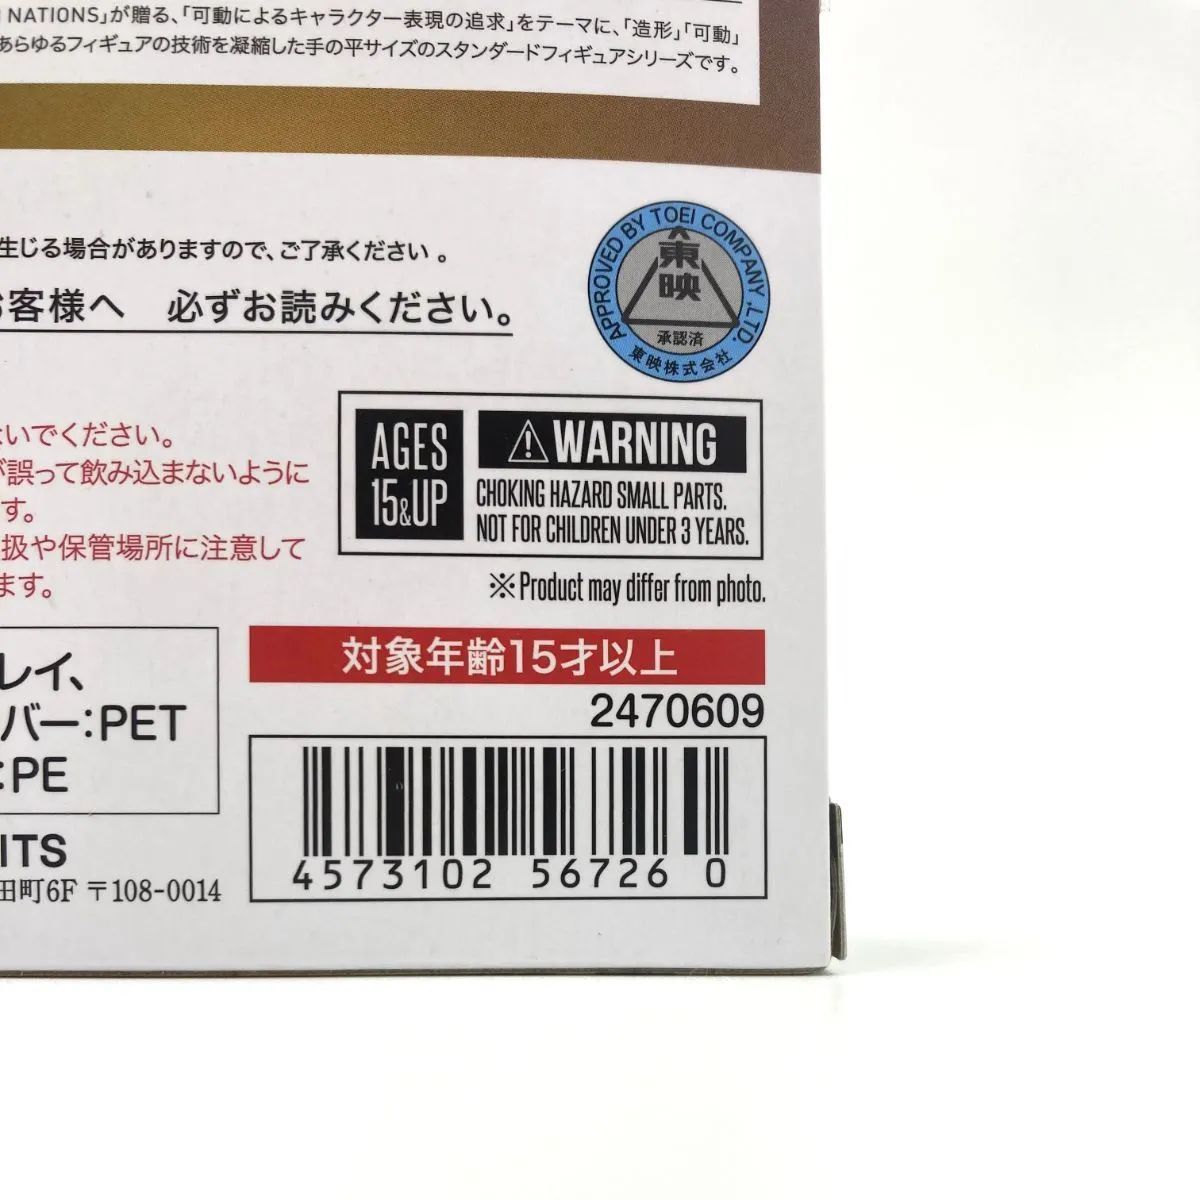 NATIONS」が贈る、「可動によるキャラクター表現の追求」をテーマに、「造形」「可動」
あらゆるフィギュアの技術を凝縮した手の平サイズのスタンダードフィギュアシリーズです。
生じる場合がありますので、ご了承ください。
お客様へ 必ずお読みください。
APPROVED BY TOEI COMPANY ,LTD.
東映
承認済
東映株式会社
ないでください。
が誤って飲み込まないように
す。
扱や保管場所に注意して
ます。
AGES
15&UP
⚠WARNING
CHOKING HAZARD SMALL PARTS.
NOT FOR CHILDREN UNDER 3 YEARS.
※Product may differ from photo.
対象年齢15才以上
2470609
レイ、
バー:PET
:PE
4573102 56726 0
ITS
田町6F 〒108-0014